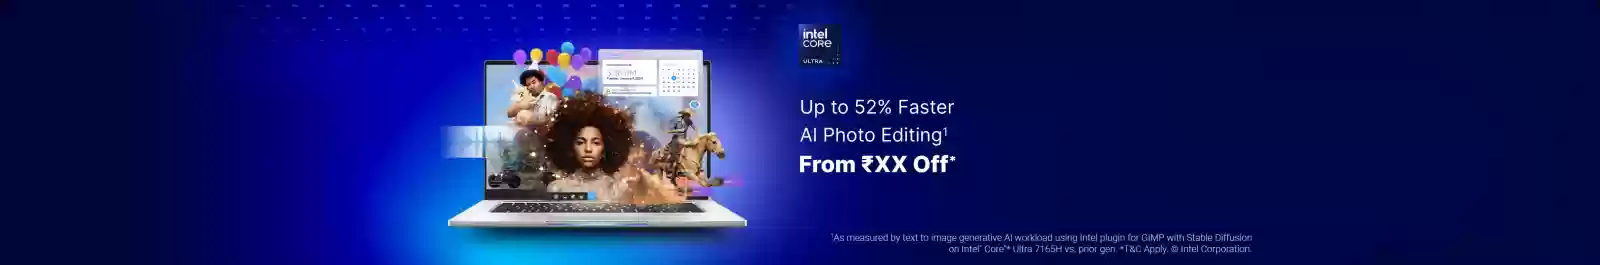 intel
CORE
ULTRA
Up to 52% Faster
AI Photo Editing¹
From ₹XX Off*
¹As measured by text to image generative AI workload using Intel plugin for GIMP with Stable Diffusion
on Intel® Core™* Ultra 7165H vs. prior gen. *T&C Apply. © Intel Corporation.